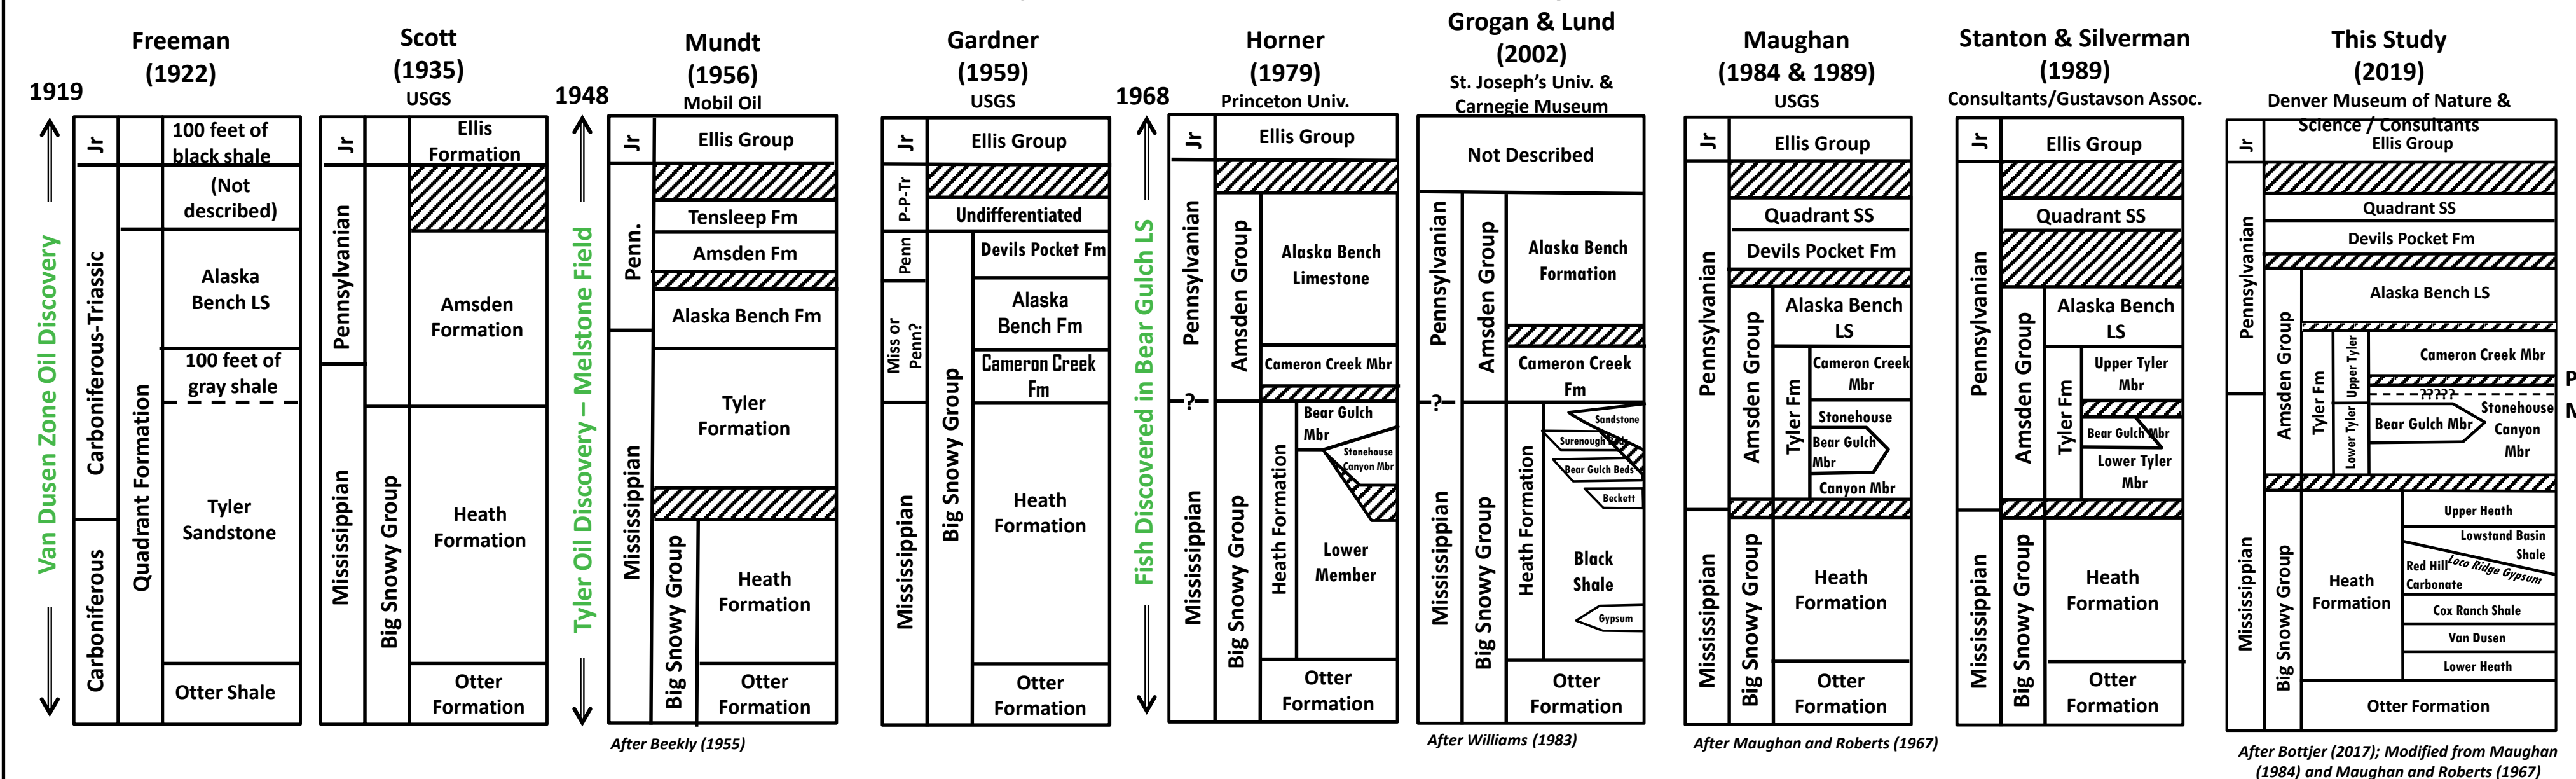 1919
Van Dusen Zone Oil Discovery
Freeman
(1922)
Jr
Carboniferous-Triassic
Carboniferous
Quadrant Formation
100 feet of
black shale
(Not
described)
Alaska
Bench LS
100 feet of
gray shale
Tyler
Sandstone
Otter Shale
Scott
(1935)
USGS
Jr
Pennsylvanian
Mississippian
Big Snowy Group
Ellis
Formation
Amsden
Formation
Heath
Formation
Otter
Formation
1948
Tyler Oil Discovery – Melstone Field
Mundt
(1956)
Mobil Oil
Jr
Penn.
Mississippian
Big Snowy Group
Ellis Group
Tensleep Fm
Amsden Fm
Alaska Bench Fm
Tyler
Formation
Heath
Formation
Otter
Formation
After Beekly (1955)
Gardner
(1959)
USGS
Jr
P-P-Tr
Penn
Miss or
Penn?
Mississippian
Big Snowy Group
Ellis Group
Undifferentiated
Devils Pocket Fm
Alaska
Bench Fm
Cameron Creek
Fm
Heath
Formation
Otter
Formation
1968
Fish Discovered in Bear Gulch LS
Horner
(1979)
Princeton Univ.
Jr
Pennsylvanian
?
Mississippian
Amsden Group
Big Snowy Group
Heath Formation
Ellis Group
Alaska Bench
Limestone
Cameron Creek Mbr
Bear Gulch
Mbr
Stonehouse
Canyon Mbr
Lower
Member
Otter
Formation
Grogan & Lund
(2002)
St. Joseph's Univ. &
Carnegie Museum
Not Described
Pennsylvanian
?
Mississippian
Amsden Group
Big Snowy Group
Heath Formation
Alaska Bench
Formation
Cameron Creek
Fm
Sandstone
Surenough Beds
Bear Gulch Beds
Beckett
Black
Shale
Gypsum
Otter
Formation
After Williams (1983)
Maughan
(1984 & 1989)
USGS
Jr
Pennsylvanian
Mississippian
Amsden Group
Big Snowy Group
Tyler Fm
Ellis Group
Quadrant SS
Devils Pocket Fm
Alaska Bench
LS
Cameron Creek
Mbr
Stonehouse
Bear Gulch
Mbr
Canyon Mbr
Heath
Formation
Otter
Formation
After Maughan and Roberts (1967)
Stanton & Silverman
(1989)
Consultants/Gustavson Assoc.
Jr
Pennsylvanian
Mississippian
Amsden Group
Big Snowy Group
Tyler Fm
Ellis Group
Quadrant SS
Alaska Bench
LS
Upper Tyler
Mbr
Bear Gulch Mbr
Lower Tyler
Mbr
Heath
Formation
Otter
Formation
This Study
(2019)
Denver Museum of Nature &
Science / Consultants
Jr
Pennsylvanian
Mississippian
Amsden Group
Big Snowy Group
Tyler Fm
Upper Tyler
Lower Tyler
Ellis Group
Quadrant SS
Devils Pocket Fm
Alaska Bench LS
Cameron Creek Mbr
?????
P
M
Bear Gulch Mbr
Stonehouse
Canyon
Mbr
Heath
Formation
Upper Heath
Lowstand Basin
Shale
Loco Ridge Gypsum
Red Hill
Carbonate
Cox Ranch Shale
Van Dusen
Lower Heath
Otter Formation
After Bottjer (2017); Modified from Maughan
(1984) and Maughan and Roberts (1967)